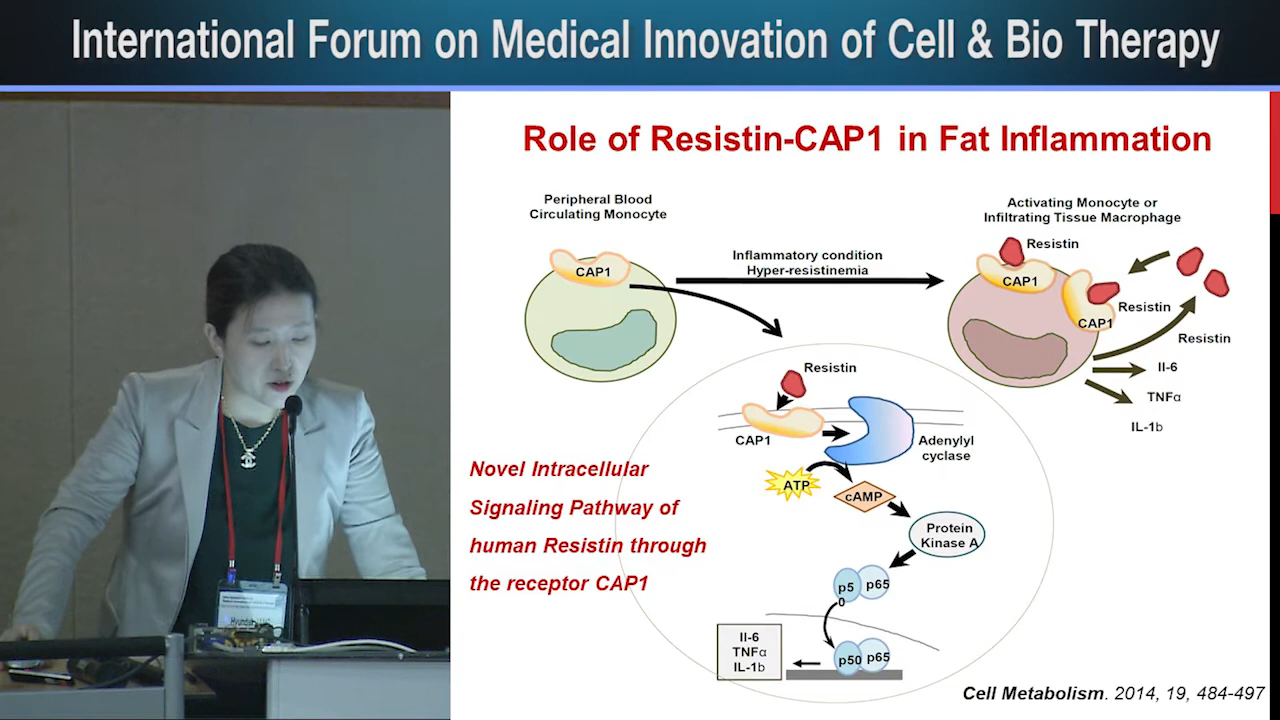 International Forum on Medical Innovation of Cell & Bio Therapy
Role of Resistin-CAP1 in Fat Inflammation
Peripheral Blood
Circulating Monocyte
CAP1
Inflammatory condition
Hyper-resistinemia
Activating Monocyte or
Infiltrating Tissue Macrophage
Resistin
CAP1
Resistin
CAP1
Resistin
Il-6
TNFα
IL-1b
Resistin
CAP1
Adenylyl
cyclase
ATP
cAMP
Protein
Kinase A
p5
0
p65
p50
p65
Il-6
TNFα
IL-1b
Novel Intracellular
Signaling Pathway of
human Resistin through
the receptor CAP1
Cell Metabolism. 2014, 19, 484-497